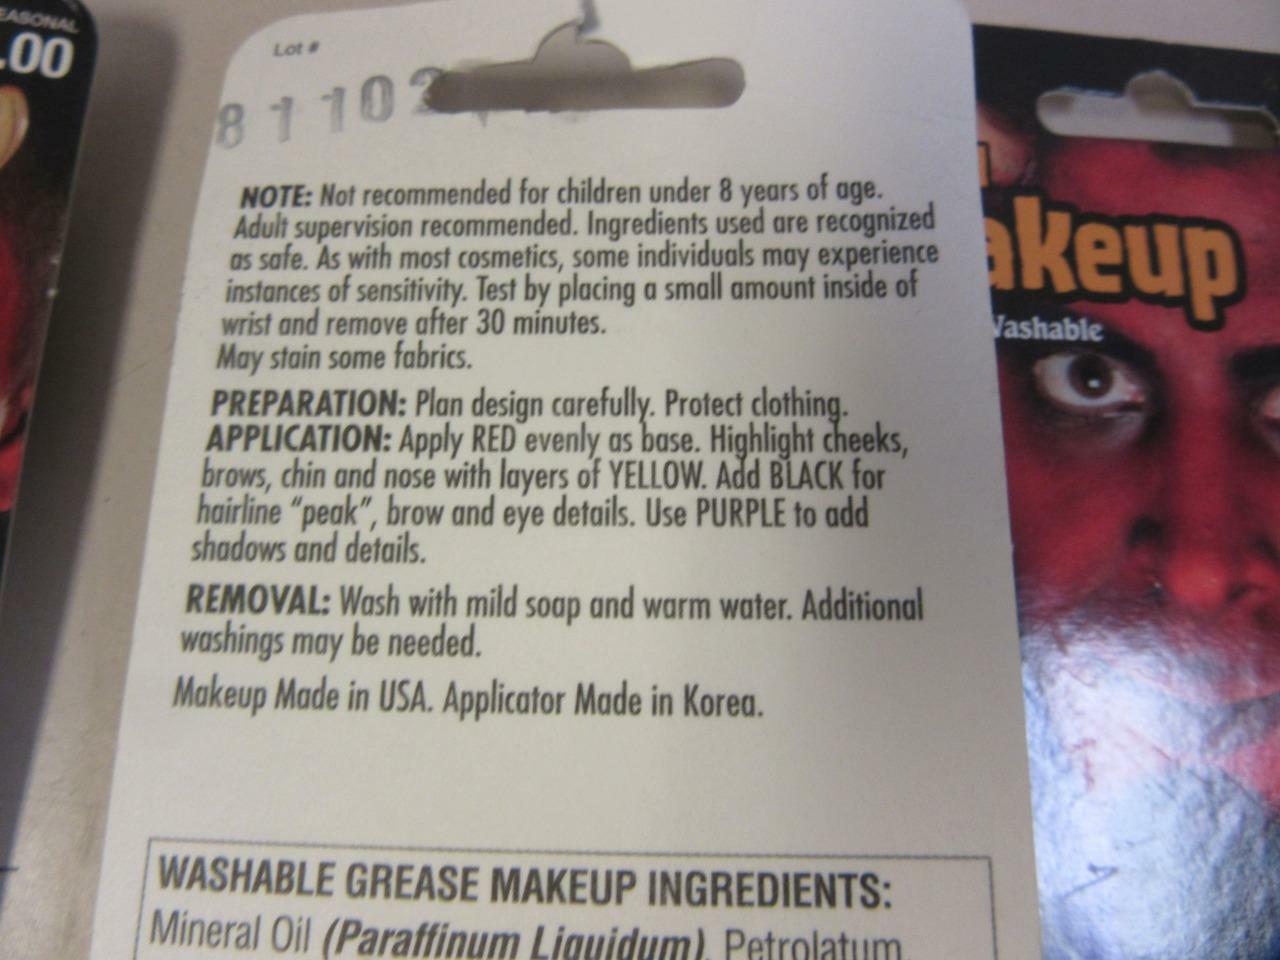 EASONAL
.00
Lot #
8 1 1 0 2
NOTE: Not recommended for children under 8 years of age.
Adult supervision recommended. Ingredients used are recognized
as safe. As with most cosmetics, some individuals may experience
instances of sensitivity. Test by placing a small amount inside of
wrist and remove after 30 minutes.
May stain some fabrics.
PREPARATION: Plan design carefully. Protect clothing.
APPLICATION: Apply RED evenly as base. Highlight cheeks,
brows, chin and nose with layers of YELLOW. Add BLACK for
hairline “peak”, brow and eye details. Use PURPLE to add
shadows and details.
REMOVAL: Wash with mild soap and warm water. Additional
washings may be needed.
Makeup Made in USA. Applicator Made in Korea.
WASHABLE GREASE MAKEUP INGREDIENTS:
Mineral Oil (Paraffinum Liquidum), Petrolatum,
akeup
Washable